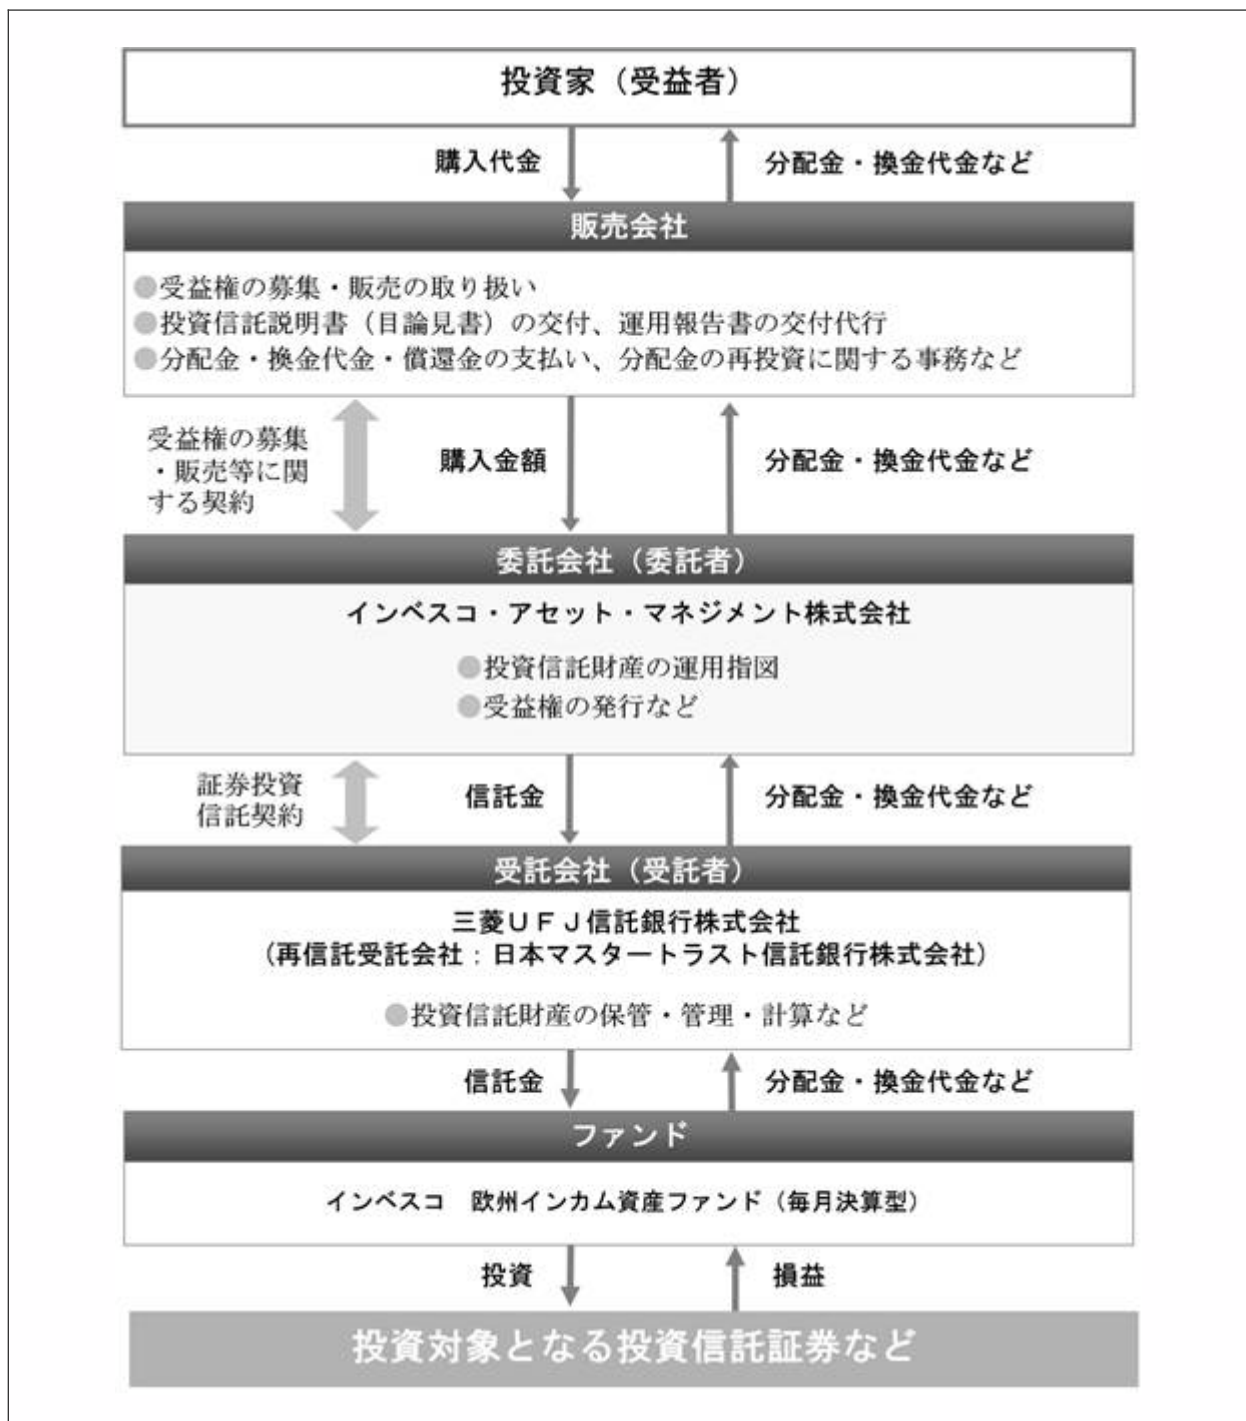 投資家（受益者）
購入代金
分配金・換金代金など
販売会社
●受益権の募集・販売の取り扱い
●投資信託説明書（目論見書）の交付、運用報告書の交付代行
●分配金・換金代金・償還金の支払い、分配金の再投資に関する事務など
受益権の募集
・販売等に関
する契約
購入金額
分配金・換金代金など
委託会社（委託者）
インベスコ・アセット・マネジメント株式会社
●投資信託財産の運用指図
●受益権の発行など
証券投資
信託契約
信託金
分配金・換金代金など
受託会社（受託者）
三菱ＵＦＪ信託銀行株式会社
（再信託受託会社：日本マスタートラスト信託銀行株式会社）
●投資信託財産の保管・管理・計算など
信託金
分配金・換金代金など
ファンド
インベスコ　欧州インカム資産ファンド（毎月決算型）
投資
損益
投資対象となる投資信託証券など